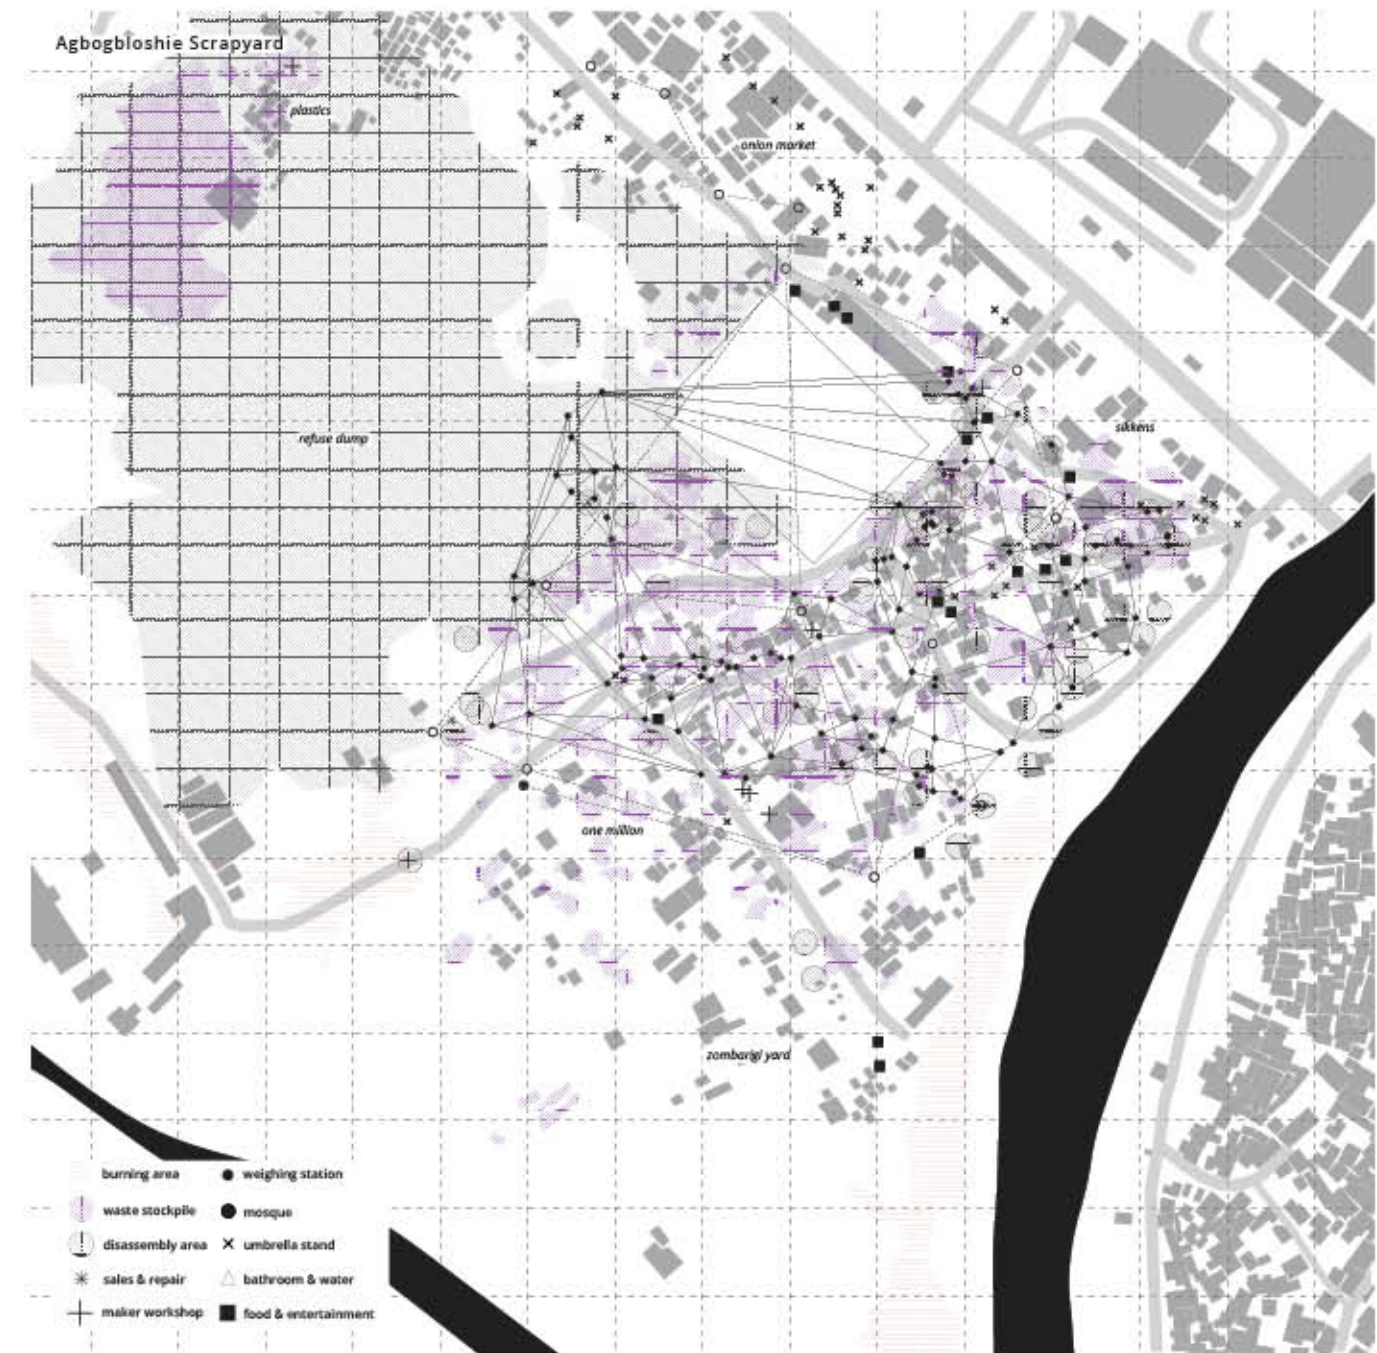 Agbogbloshie Scrapyard
plastics
onion market
refuse dump
sikkens
one million
zombarigi yard
burning area
weighing station
waste stockpile
mosque
disassembly area
umbrella stand
sales & repair
bathroom & water
maker workshop
food & entertainment